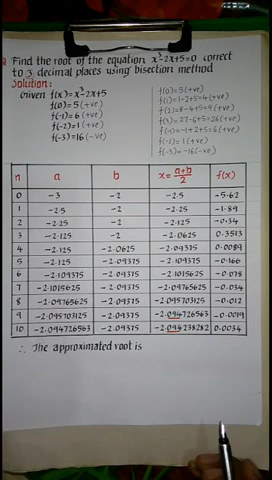 Find the root of the equation x³-2x+5=0 correct
to 3 decimal places using bisection method
Solution:
Given f(x)=x³-2x+5
f(0)=5(+ve)
f(-1)=6(+ve)
f(-2)=1(+ve)
f(-3)=16(-ve)
f(0)=5(+ve)
f(1)=1-2+5=4(+ve)
f(2)=8-4+5=9(+ve)
f(3)=27-6+5=26(+ve)
f(-1)=-1+2+5=6(+ve)
f(-2)=1(+ve)
f(-3)=-16(-ve)
n a b x=a+b/2 f(x)
0 -3 -2 -2.5 -5.62
1 -2.5 -2 -2.25 -1.89
2 -2.25 -2 -2.125 -0.34
3 -2.125 -2 -2.0625 0.3513
4 -2.125 -2.0625 -2.09375 0.0089
5 -2.125 -2.09375 -2.109375 -0.166
6 -2.109375 -2.09375 -2.1015625 -0.078
7 -2.1015625 -2.09375 -2.09765625 -0.034
8 -2.09765625 -2.09375 -2.095703125 -0.012
9 -2.095703125 -2.09375 -2.094726563 -0.0019
10 -2.094726563 -2.09375 -2.094238282 0.0034
∴ The approximated root is